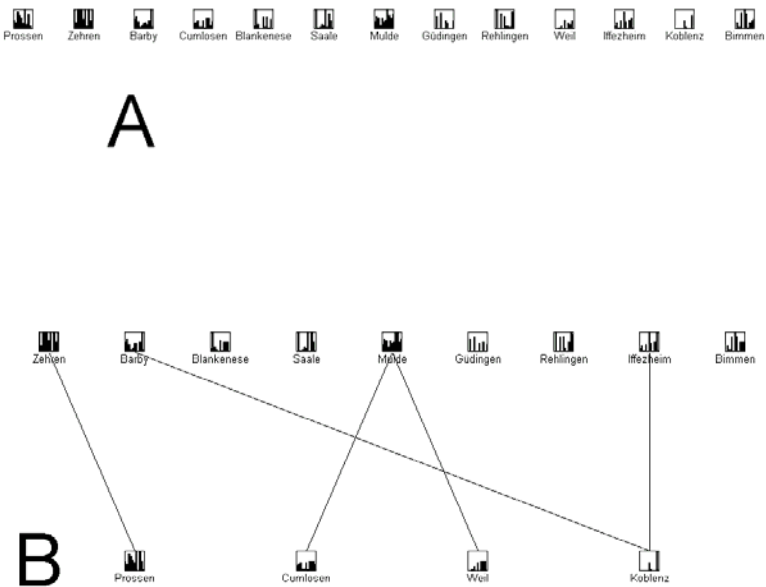 Prossen Zehren Barby Cumlosen Blankenese Saale Mulde Güdingen Rehlingen Weil Iffezheim Koblenz Bimmen
A
Zehren Barby Blankenese Saale Mulde Güdingen Rehlingen Iffezheim Bimmen
B
Prossen Cumlosen Weil Koblenz